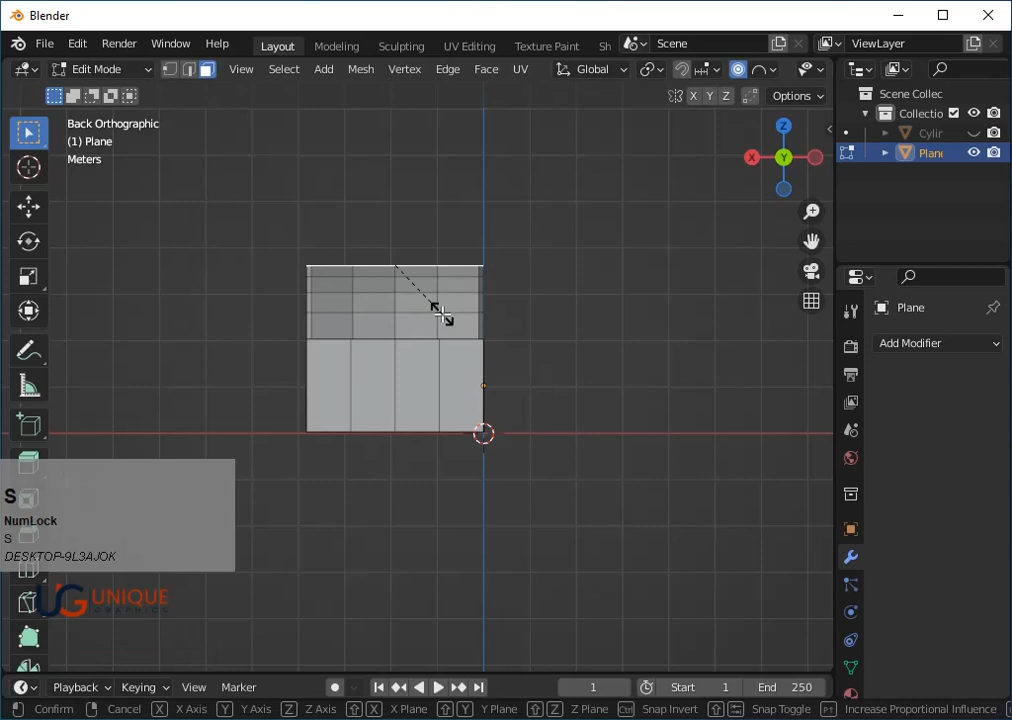 Blender
File Edit Render Window Help Layout Modeling Sculpting UV Editing Texture Paint Sh Scene ViewLayer
Edit Mode View Select Add Mesh Vertex Edge Face UV Global
X Y Z Options
Scene Collec
Collectio
Cylir
Plane
Back Orthographic
(1) Plane
Meters
Z
X Y
Plane
Add Modifier
S
NumLock
S
DESKTOP-9L3AJOK
UG UNIQUE
GRAPHICS
Playback Keying View Marker 1 Start 1 End 250
Confirm Cancel X X Axis Y Y Axis Z Z Axis X X Plane Y Y Plane Z Z Plane Ctrl Snap Invert Snap Toggle Increase Proportional Influence